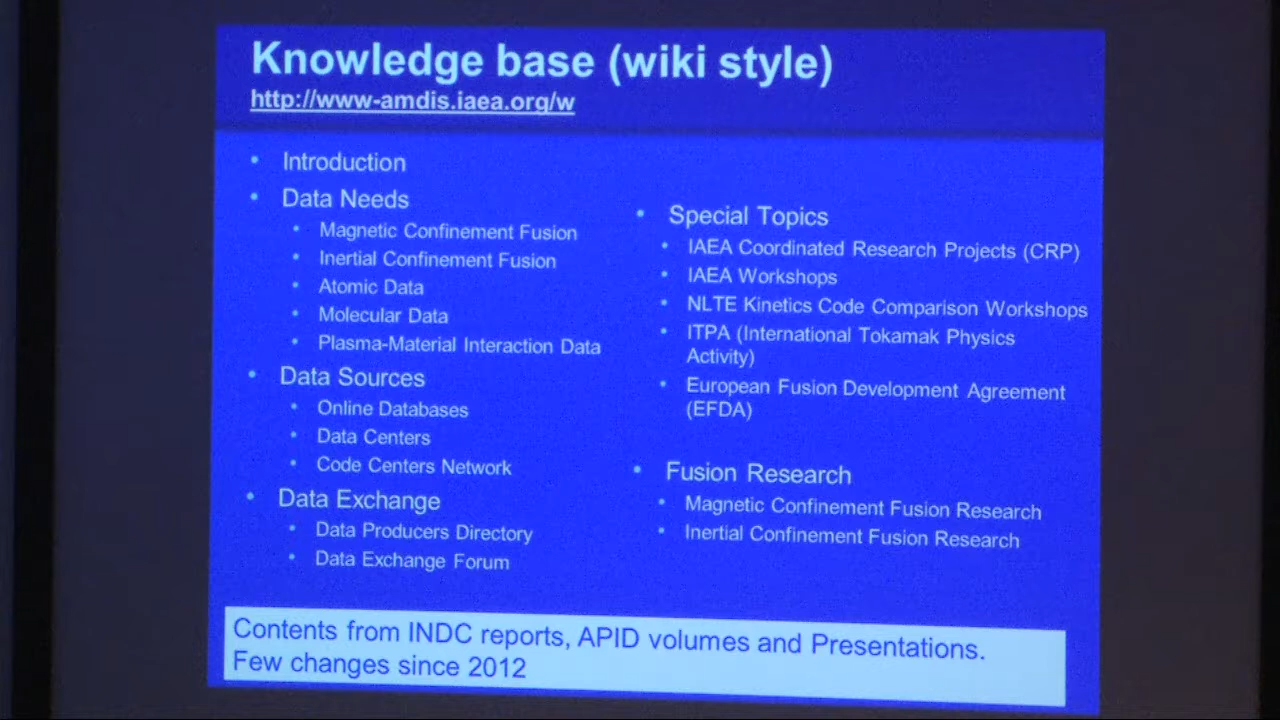 Knowledge base (wiki style)
http://www-amdis.iaea.org/w
• Introduction
• Data Needs
• Magnetic Confinement Fusion
• Inertial Confinement Fusion
• Atomic Data
• Molecular Data
• Plasma-Material Interaction Data
• Data Sources
• Online Databases
• Data Centers
• Code Centers Network
• Data Exchange
• Data Producers Directory
• Data Exchange Forum
• Special Topics
• IAEA Coordinated Research Projects (CRP)
• IAEA Workshops
• NLTE Kinetics Code Comparison Workshops
• ITPA (International Tokamak Physics
Activity)
• European Fusion Development Agreement
(EFDA)
• Fusion Research
• Magnetic Confinement Fusion Research
• Inertial Confinement Fusion Research
Contents from INDC reports, APID volumes and Presentations.
Few changes since 2012